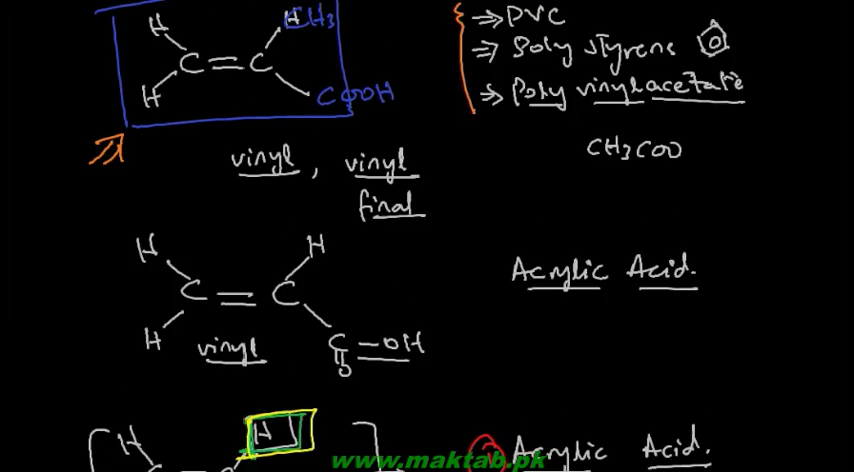 H CH3
C = C
H COOH
⇒ PVC
⇒ Poly styrene
⇒ Poly vinylacetate
CH3COO
vinyl, vinyl
final
H H
C = C
H vinyl C - OH
O
Acrylic Acid.
H H
Acrylic Acid.
www.maktab.pk